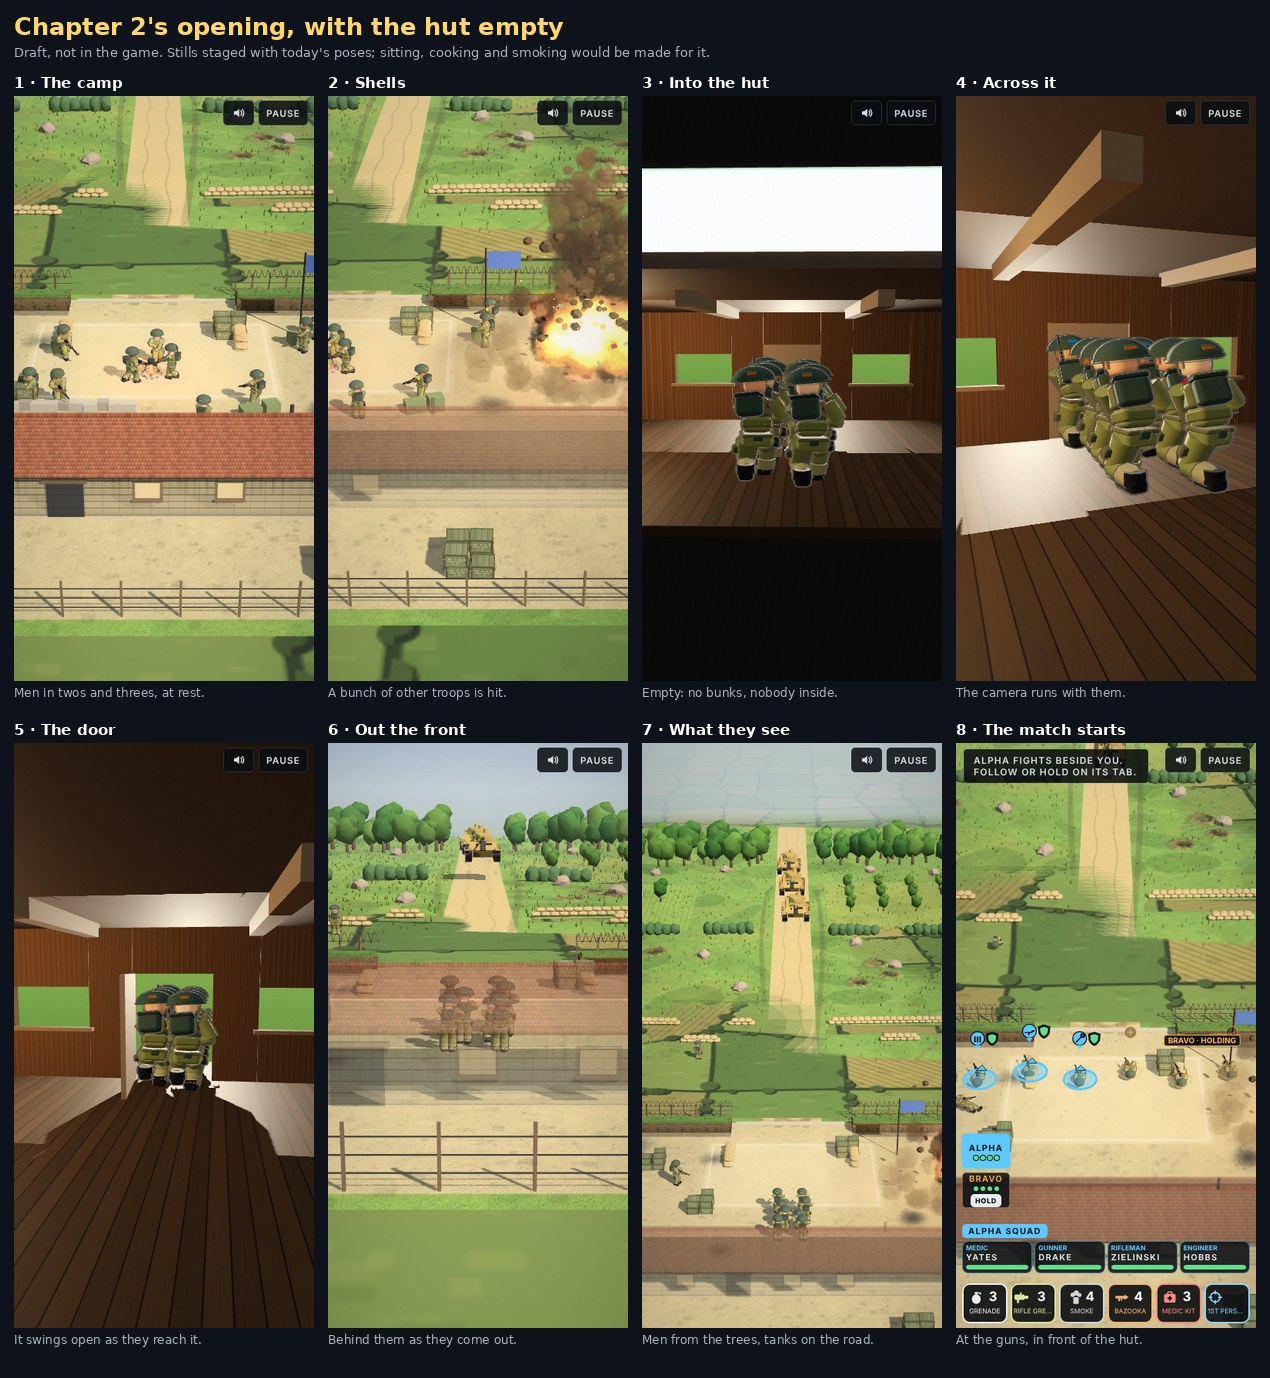 Chapter 2's opening, with the hut empty
Draft, not in the game. Stills staged with today's poses; sitting, cooking and smoking would be made for it.
1 · The camp
2 · Shells
3 · Into the hut
4 · Across it
PAUSE
PAUSE
PAUSE
PAUSE
Men in twos and threes, at rest.
A bunch of other troops is hit.
Empty: no bunks, nobody inside.
The camera runs with them.
5 · The door
6 · Out the front
7 · What they see
8 · The match starts
PAUSE
PAUSE
PAUSE
PAUSE
ALPHA FIGHTS BESIDE YOU.
FOLLOW OR HOLD ON ITS TAB.
BRAVO · HOLDING
ALPHA
BRAVO
HOLD
ALPHA SQUAD
MEDIC
YATES
GUNNER
DRAKE
RIFLEMAN
ZIELINSKI
ENGINEER
HOBBS
3
GRENADE
3
RIFLE GRE...
4
SMOKE
4
BAZOOKA
3
MEDIC KIT
1ST PERS...
It swings open as they reach it.
Behind them as they come out.
Men from the trees, tanks on the road.
At the guns, in front of the hut.